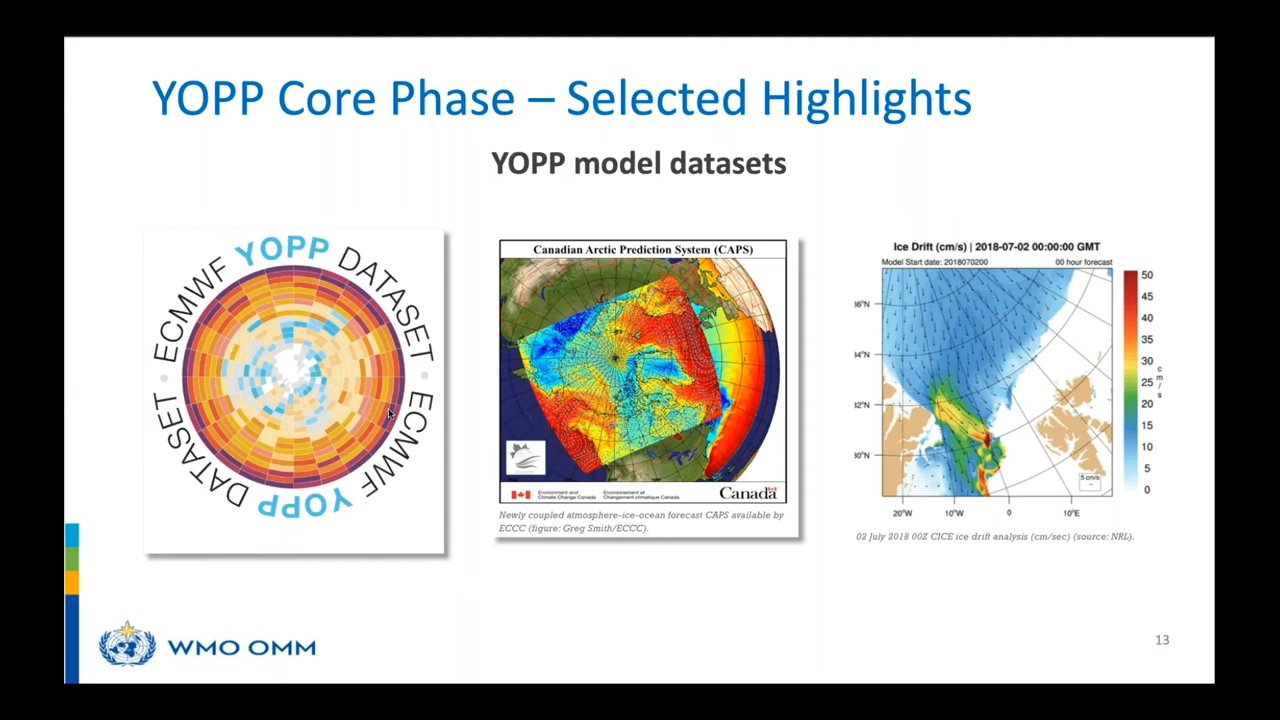 YOPP Core Phase – Selected Highlights
YOPP model datasets
ECMWF YOPP DATASET
ECMWF YOPP DATASET
Canadian Arctic Prediction System (CAPS)
Environment and
Climate Change Canada
Environnement et
Changement climatique Canada
Canada
Newly coupled atmosphere-ice-ocean forecast CAPS available by
ECCC (figure: Greg Smith/ECCC).
Ice Drift (cm/s) | 2018-07-02 00:00:00 GMT
Model Start date: 2018070200
00 hour forecast
50
45
40
35
30
25
20
15
10
5
0
cm/s
5 cm/s
20°W
10°W
0
10°E
02 July 2018 00Z CICE ice drift analysis (cm/sec) (source: NRL).
WMO OMM
13